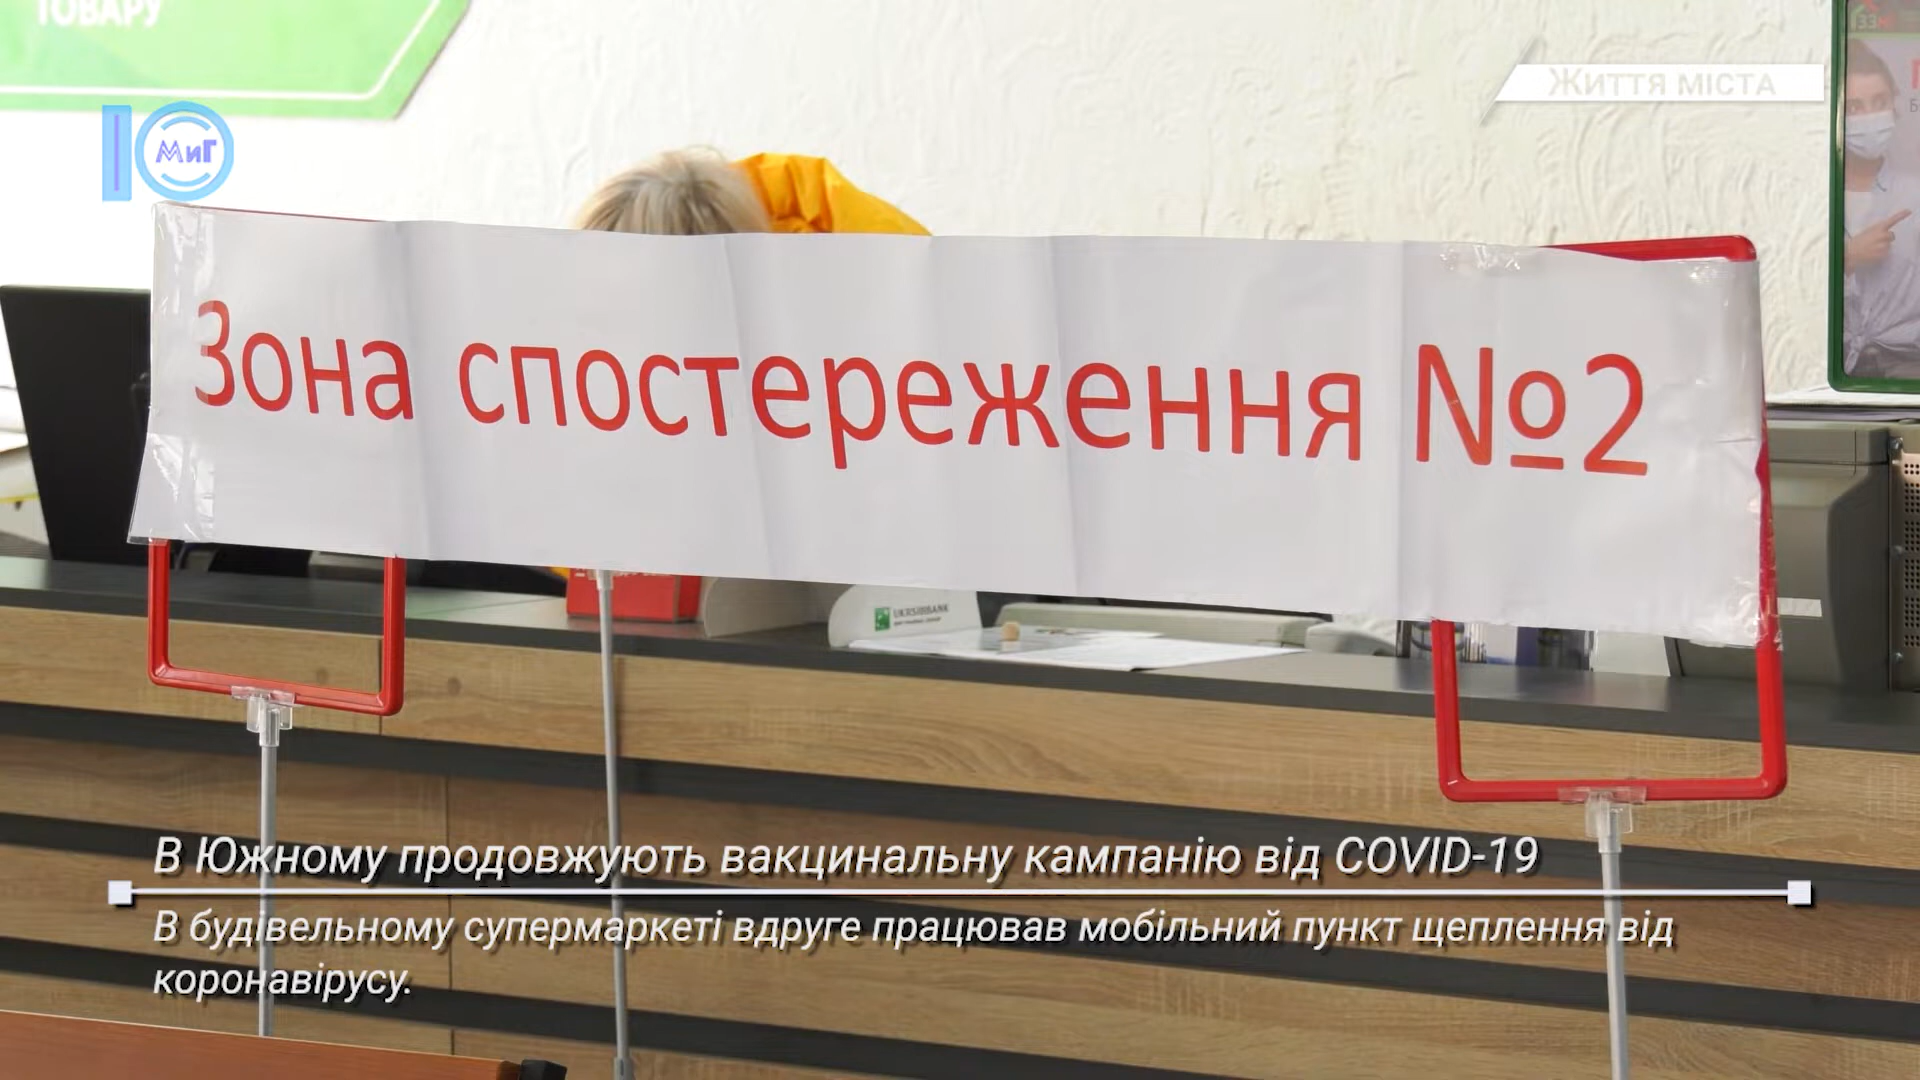 ТОВАРУ
ЖИТТЯ МІСТА
МиГ
Зона спостереження №2
UKRSIBBANK
В Южному продовжують вакцинальну кампанію від COVID-19
В будівельному супермаркеті вдруге працював мобільний пункт щеплення від
коронавірусу.